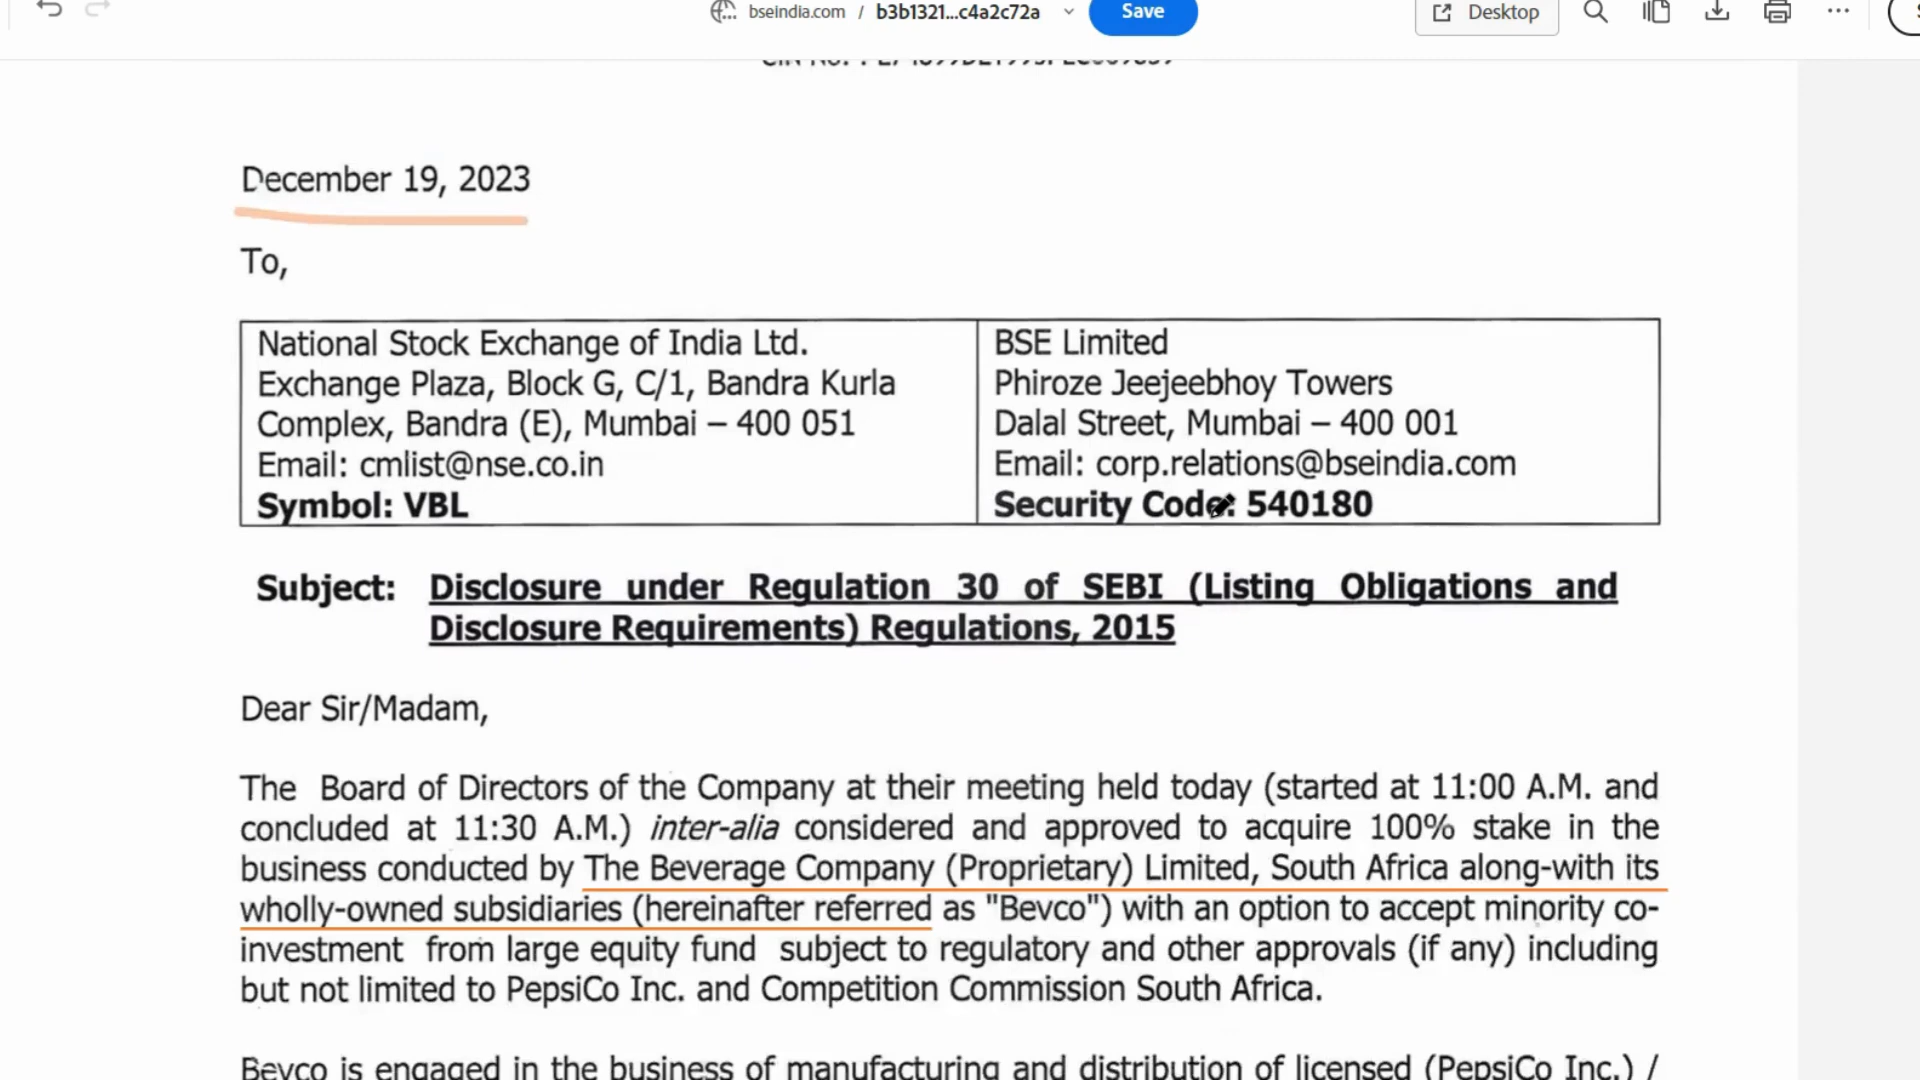 bseindia.com / b3b1321...c4a2c72a Save Desktop
December 19, 2023
To,
National Stock Exchange of India Ltd.
Exchange Plaza, Block G, C/1, Bandra Kurla
Complex, Bandra (E), Mumbai – 400 051
Email: cmlist@nse.co.in
Symbol: VBL
BSE Limited
Phiroze Jeejeebhoy Towers
Dalal Street, Mumbai – 400 001
Email: corp.relations@bseindia.com
Security Code: 540180
Subject: Disclosure under Regulation 30 of SEBI (Listing Obligations and
Disclosure Requirements) Regulations, 2015
Dear Sir/Madam,
The Board of Directors of the Company at their meeting held today (started at 11:00 A.M. and
concluded at 11:30 A.M.) inter-alia considered and approved to acquire 100% stake in the
business conducted by The Beverage Company (Proprietary) Limited, South Africa along-with its
wholly-owned subsidiaries (hereinafter referred as "Bevco") with an option to accept minority co-
investment from large equity fund subject to regulatory and other approvals (if any) including
but not limited to PepsiCo Inc. and Competition Commission South Africa.
Bevco is engaged in the business of manufacturing and distribution of licensed (PepsiCo Inc.) /